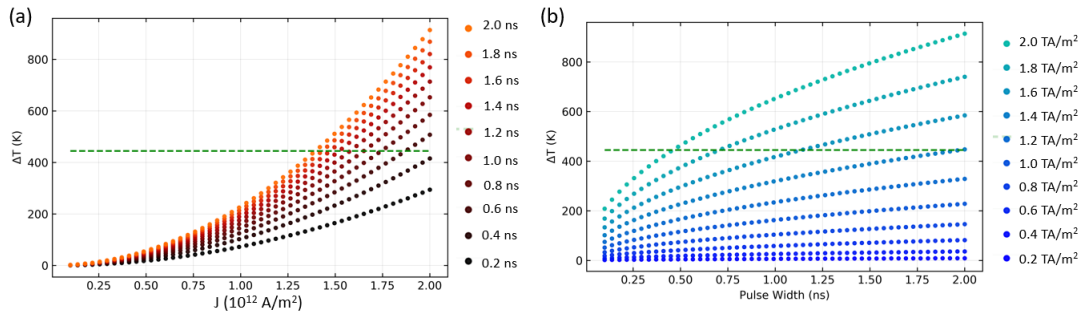 (a)
ΔT (K)
800
600
400
200
0
0.25 0.50 0.75 1.00 1.25 1.50 1.75 2.00
J (10¹² A/m²)
2.0 ns
1.8 ns
1.6 ns
1.4 ns
1.2 ns
1.0 ns
0.8 ns
0.6 ns
0.4 ns
0.2 ns
(b)
ΔT (K)
800
600
400
200
0
0.25 0.50 0.75 1.00 1.25 1.50 1.75 2.00
Pulse Width (ns)
2.0 TA/m²
1.8 TA/m²
1.6 TA/m²
1.4 TA/m²
1.2 TA/m²
1.0 TA/m²
0.8 TA/m²
0.6 TA/m²
0.4 TA/m²
0.2 TA/m²